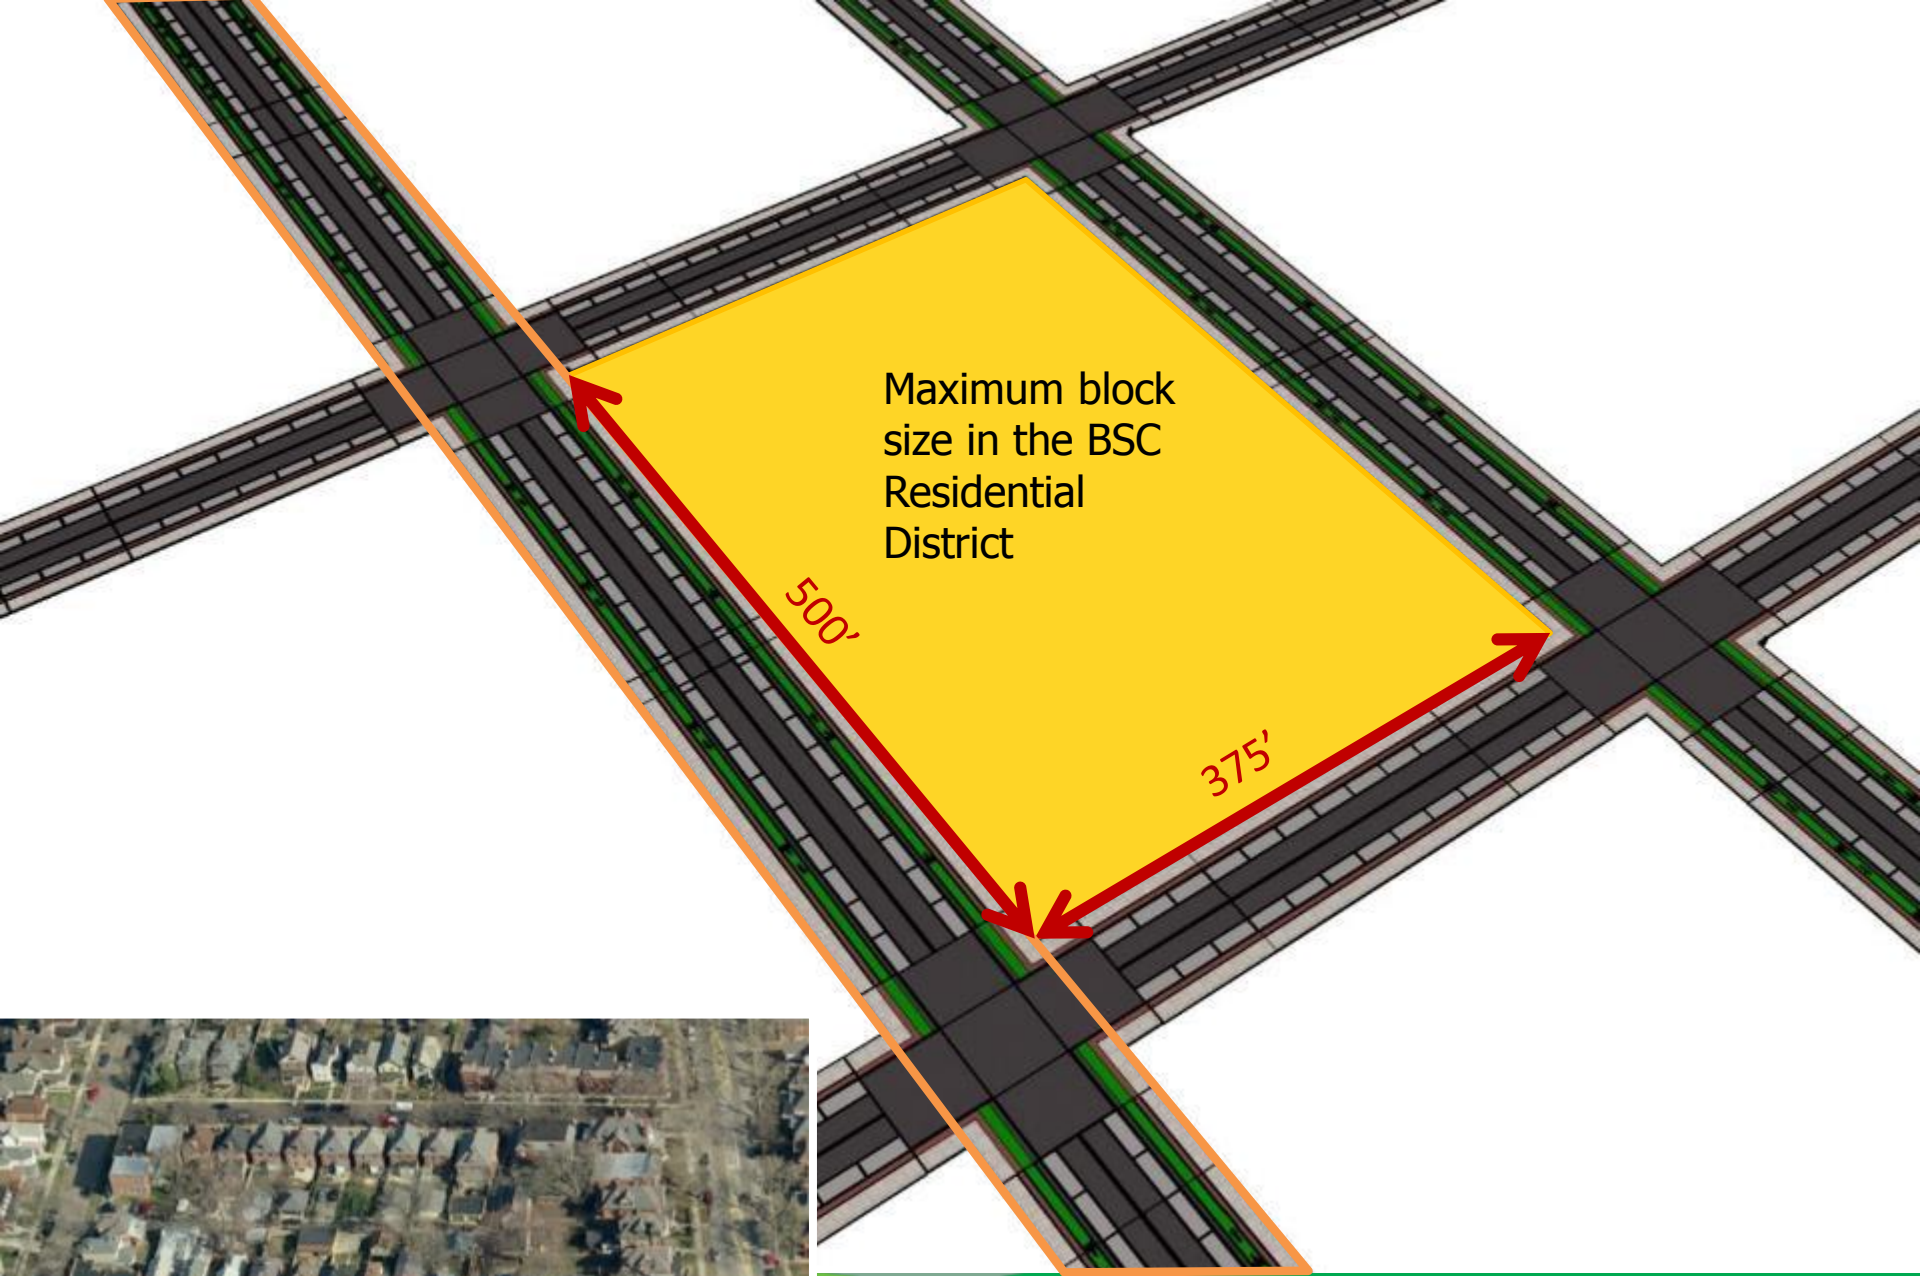 Maximum block
size in the BSC
Residential
District
500’
375’